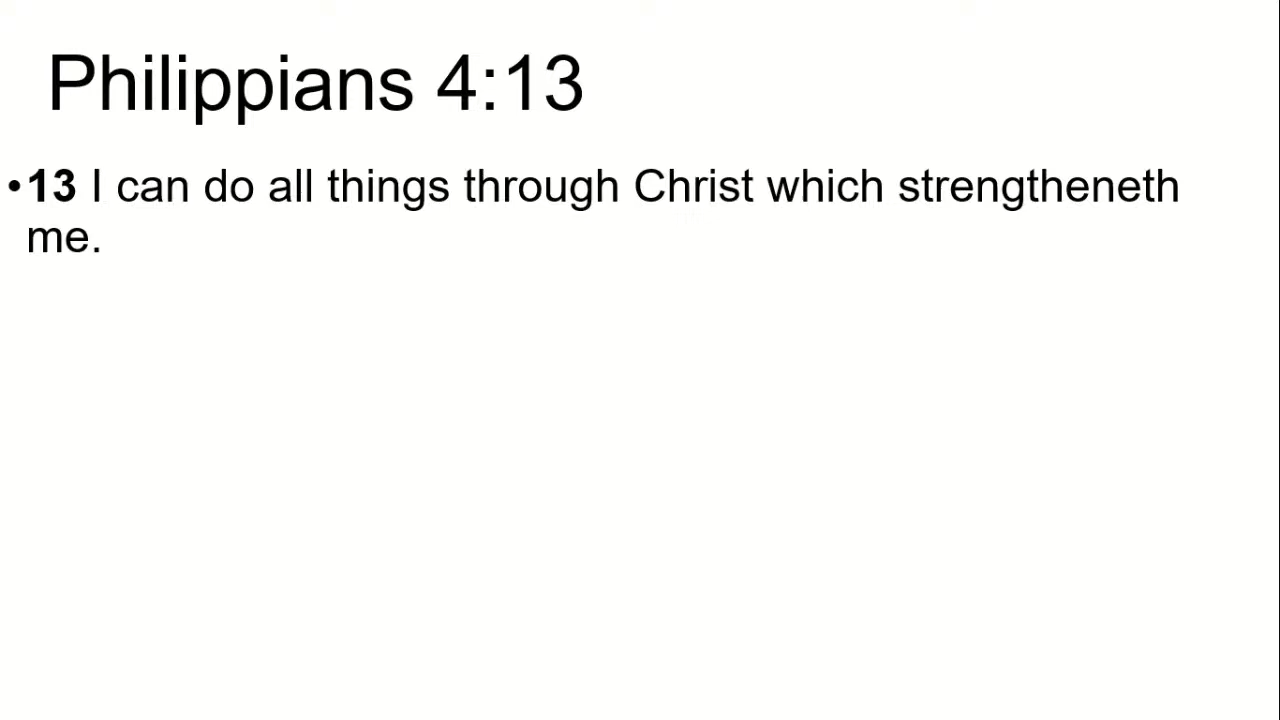 Philippians 4:13
•13 I can do all things through Christ which strengtheneth
me.